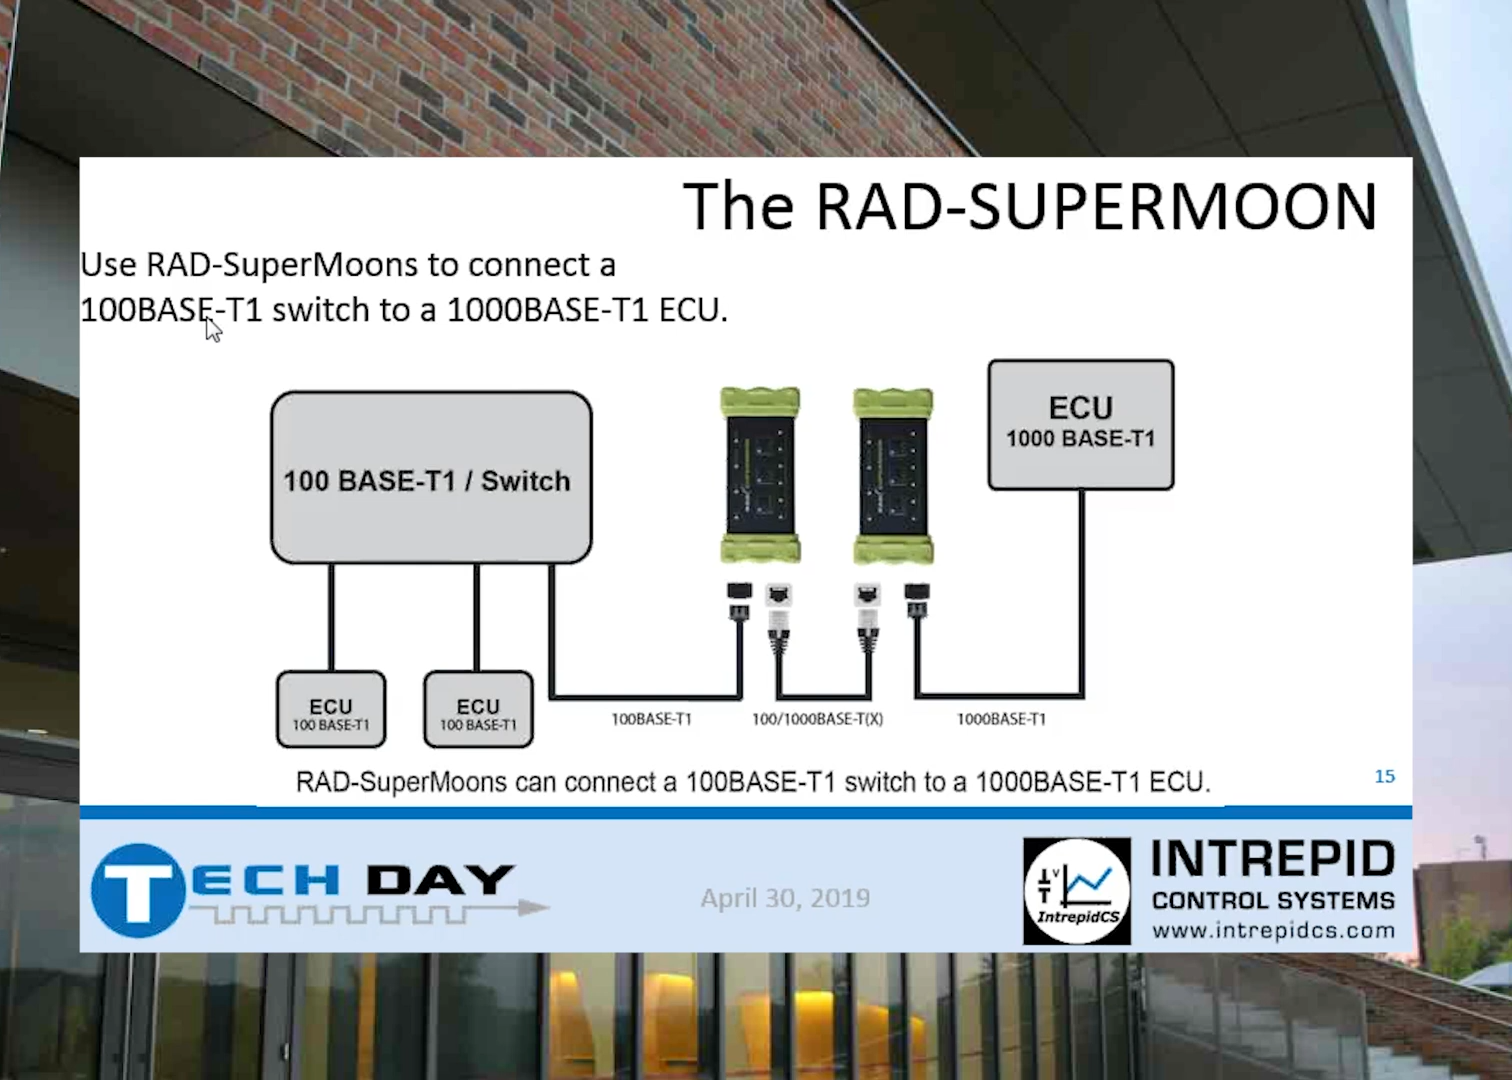 The RAD-SUPERMOON
Use RAD-SuperMoons to connect a
100BASE-T1 switch to a 1000BASE-T1 ECU.
100 BASE-T1 / Switch
ECU
1000 BASE-T1
ECU
100 BASE-T1
ECU
100 BASE-T1
100BASE-T1
100/1000BASE-T(X)
1000BASE-T1
RAD-SuperMoons can connect a 100BASE-T1 switch to a 1000BASE-T1 ECU.
15
TECH DAY
April 30, 2019
V
IntrepidCS
INTREPID
CONTROL SYSTEMS
www.intrepidcs.com